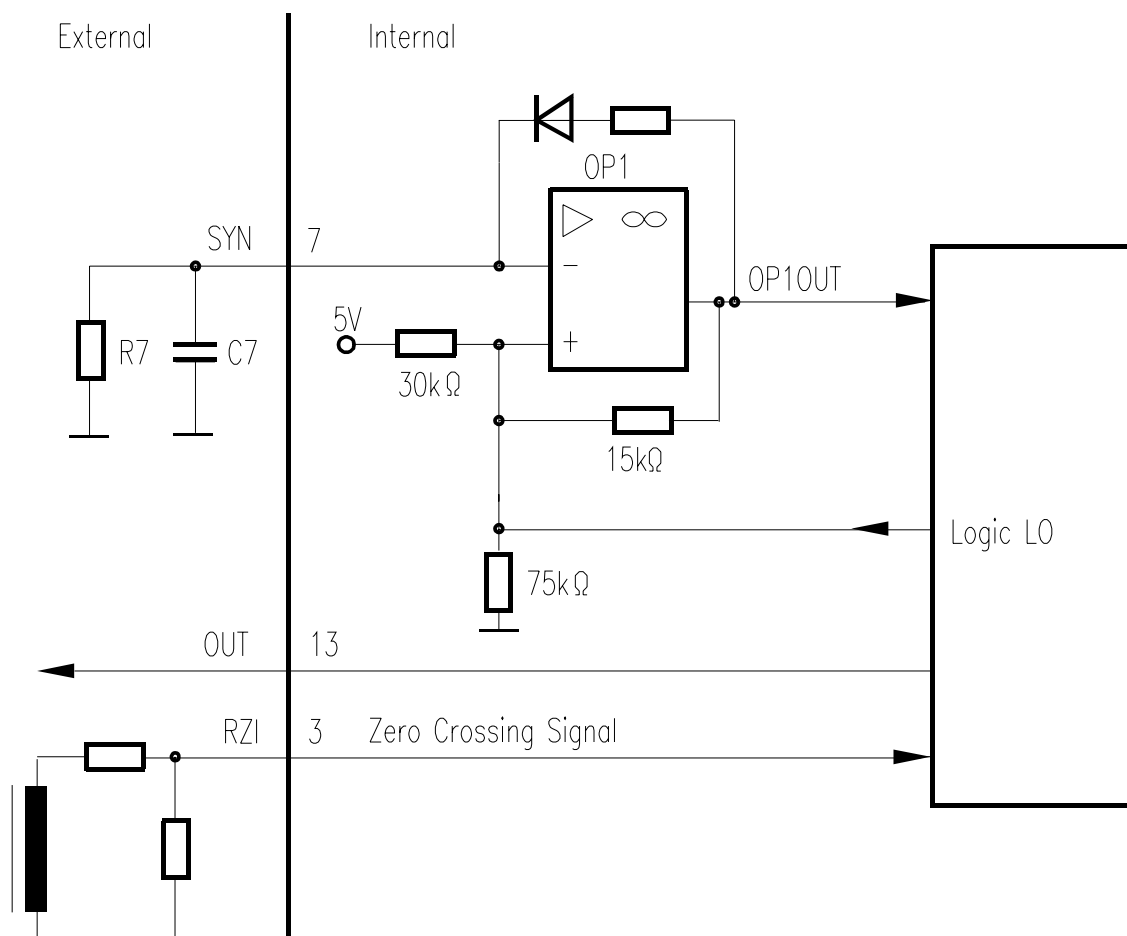 External
Internal
OP1
∞
SYN
7
−
OP1OUT
5V
+
R7
C7
30kΩ
15kΩ
Logic LO
75kΩ
OUT
13
RZI
3
Zero Crossing Signal